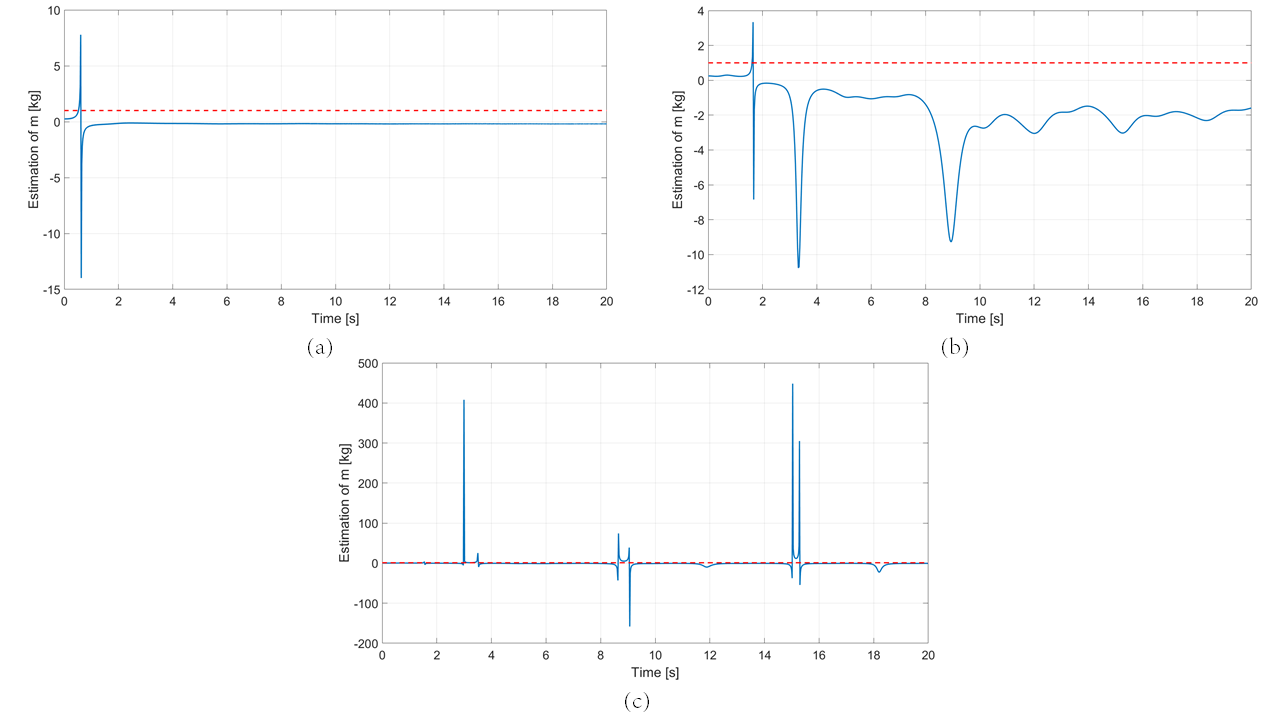 10
5
0
-5
-10
-15
Estimation of m [kg]
0 2 4 6 8 10 12 14 16 18 20
Time [s]
(a)
4
2
0
-2
-4
-6
-8
-10
-12
Estimation of m [kg]
0 2 4 6 8 10 12 14 16 18 20
Time [s]
(b)
500
400
300
200
100
0
-100
-200
Estimation of m [kg]
0 2 4 6 8 10 12 14 16 18 20
Time [s]
(c)